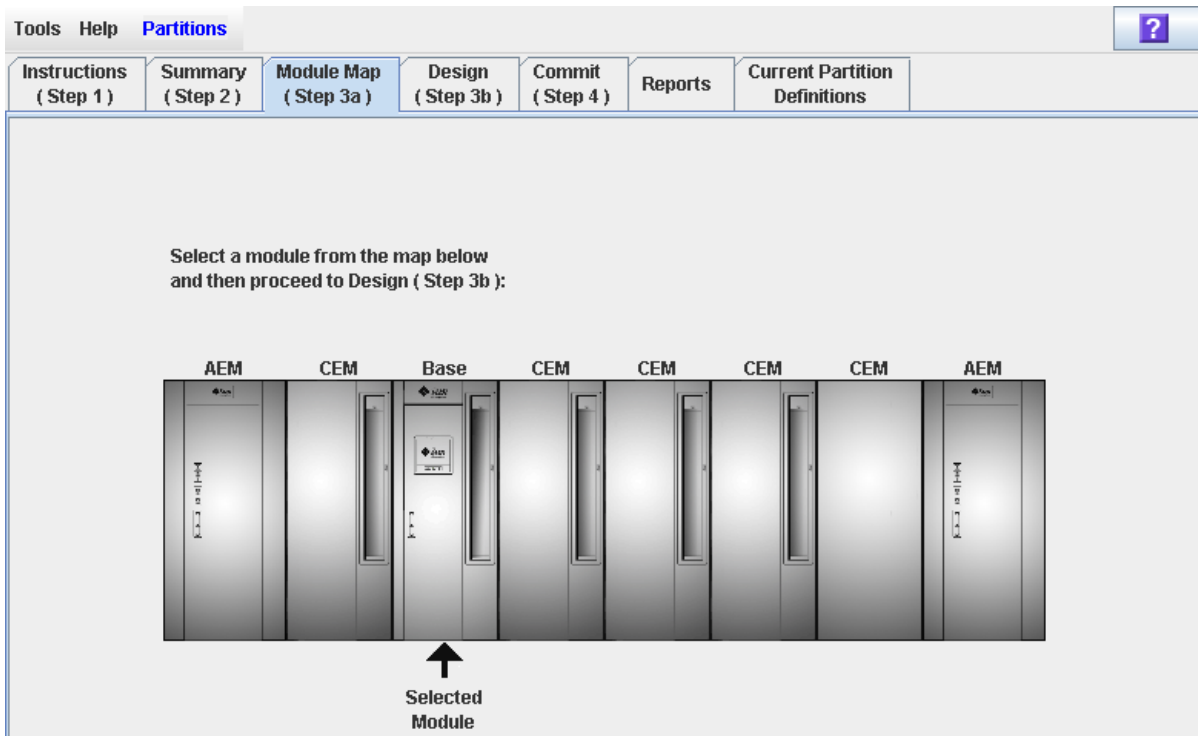 Tools Help Partitions
?
Instructions
( Step 1 )
Summary
( Step 2 )
Module Map
( Step 3a )
Design
( Step 3b )
Commit
( Step 4 )
Reports
Current Partition
Definitions
Select a module from the map below
and then proceed to Design ( Step 3b ):
AEM CEM Base CEM CEM CEM CEM AEM
Selected
Module